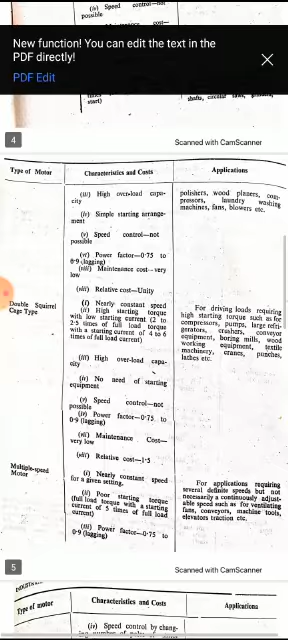 (iv) Speed control—not
possible
New function! You can edit the text in the
PDF directly!
PDF Edit
start)
shafts, circular saws,
4
Scanned with CamScanner
Type of Motor
Characteristics and Costs
Applications
(iii) High over-load capa-
city
(iv) Simple starting arrange-
ment
(v) Speed control—not
possible
(vi) Power factor—0·75 to
0·9 (lagging)
(vii) Maintenance cost—very
low
(viii) Relative cost—Unity
polishers, wood planers, com-
pressors, laundry washing
machines, fans, blowers etc.
Double Squirrel
Cage Type
(i) Nearly constant speed
(ii) High starting torque
with low starting current (2 to
2·5 times of full load torque
with a starting current of 4 to 6
times of full load current)
(iii) High over-load capa-
city
(iv) No need of starting
equipment
(v) Speed control—not
possible
(vi) Power factor—0·75 to
0·9 (lagging)
(vii) Maintenance Cost—
very low
(viii) Relative cost—1·5
For driving loads requiring
high starting torque such as for
compressors, pumps, large refri-
gerators, crushers, conveyor
equipment, boring mills, wood
working equipment, textile
machinery, cranes, punches,
lathes etc.
Multiple-speed
Motor
(i) Nearly constant speed
for a given setting.
(ii) Poor starting torque
(full load torque with a starting
current of 5 times of full load
current)
(iii) Power factor—0·75 to
0·9 (lagging)
For applications requiring
several definite speeds but not
necessarily a continuously adjust-
able speed such as for ventilating
fans, conveyors, machine tools,
elevators traction etc.
5
Scanned with CamScanner
Type of motor
Characteristics and Costs
Applications
(iv) Speed control by chang-